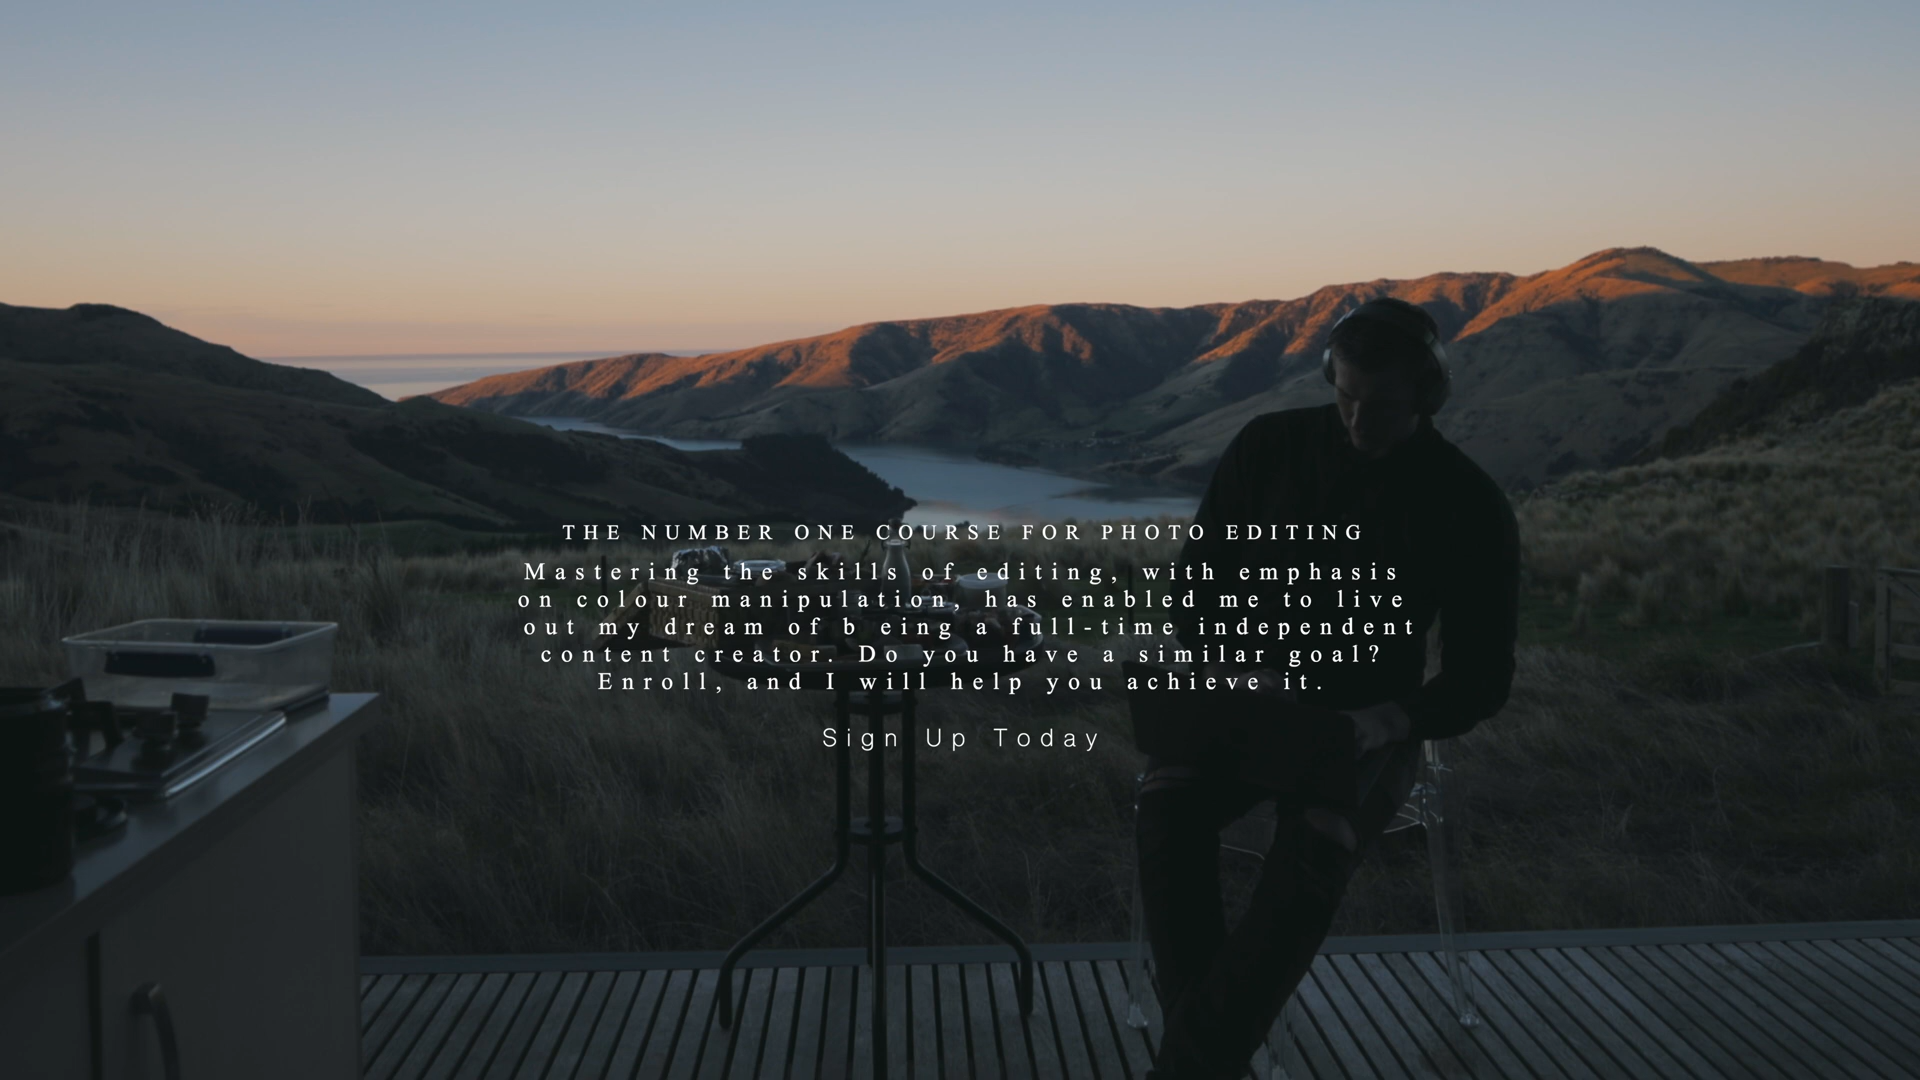 THE NUMBER ONE COURSE FOR PHOTO EDITING
Mastering the skills of editing, with emphasis
on colour manipulation, has enabled me to live
out my dream of b eing a full-time independent
content creator. Do you have a similar goal?
Enroll, and I will help you achieve it.
Sign Up Today